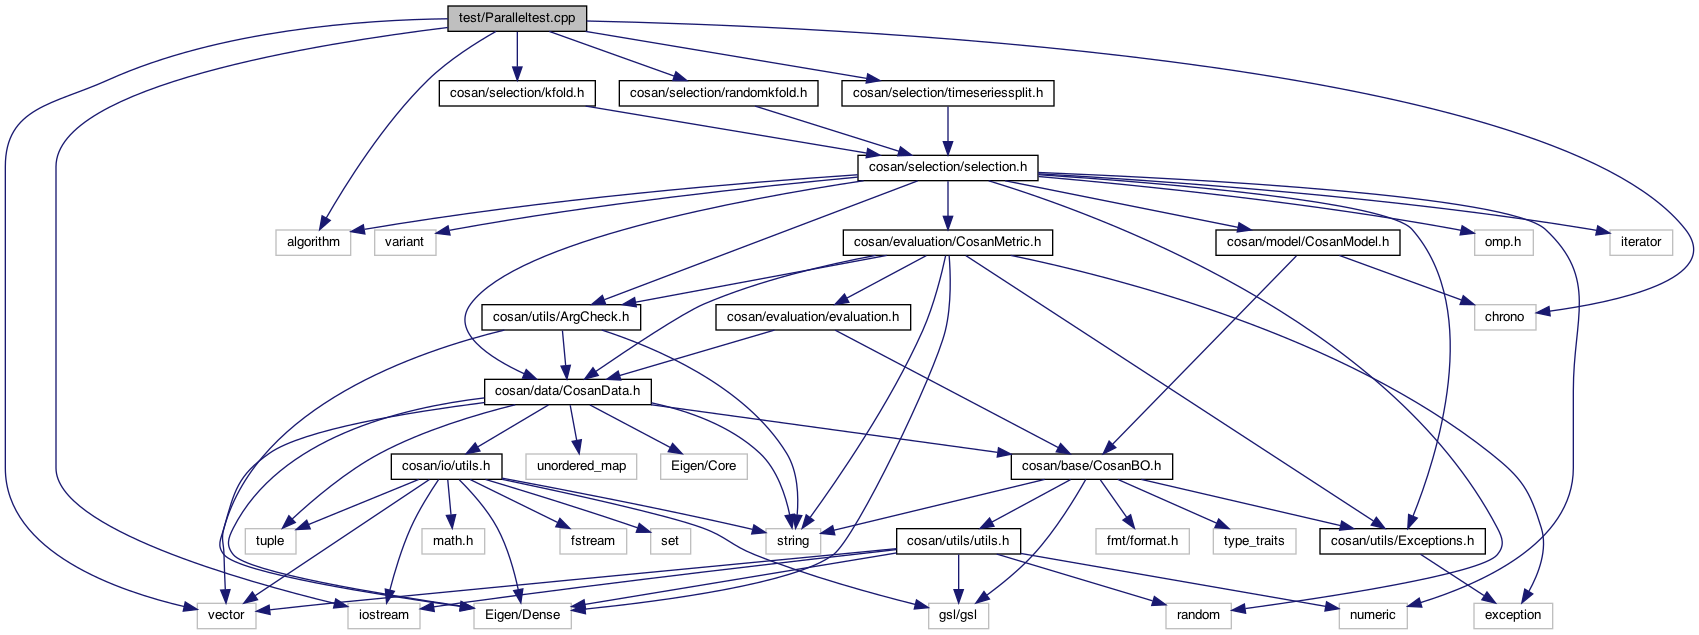 test/Paralleltest.cpp
cosan/selection/kfold.h
cosan/selection/randomkfold.h
cosan/selection/timeseriessplit.h
cosan/selection/selection.h
algorithm
variant
cosan/evaluation/CosanMetric.h
cosan/model/CosanModel.h
omp.h
iterator
cosan/utils/ArgCheck.h
cosan/evaluation/evaluation.h
chrono
cosan/data/CosanData.h
cosan/io/utils.h
unordered_map
Eigen/Core
cosan/base/CosanBO.h
tuple
math.h
fstream
set
string
cosan/utils/utils.h
fmt/format.h
type_traits
cosan/utils/Exceptions.h
vector
iostream
Eigen/Dense
gsl/gsl
random
numeric
exception